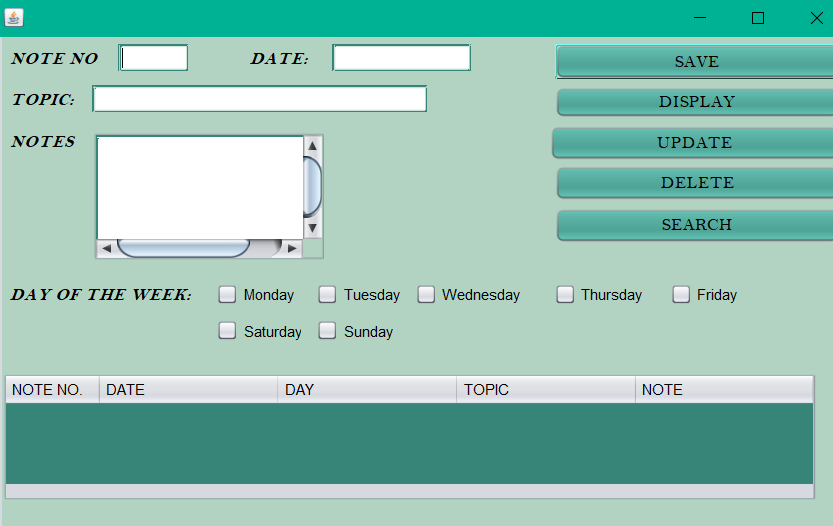 NOTE NO DATE: SAVE
TOPIC: DISPLAY
NOTES UPDATE
DELETE
SEARCH
DAY OF THE WEEK: Monday Tuesday Wednesday Thursday Friday
Saturday Sunday
NOTE NO. DATE DAY TOPIC NOTE